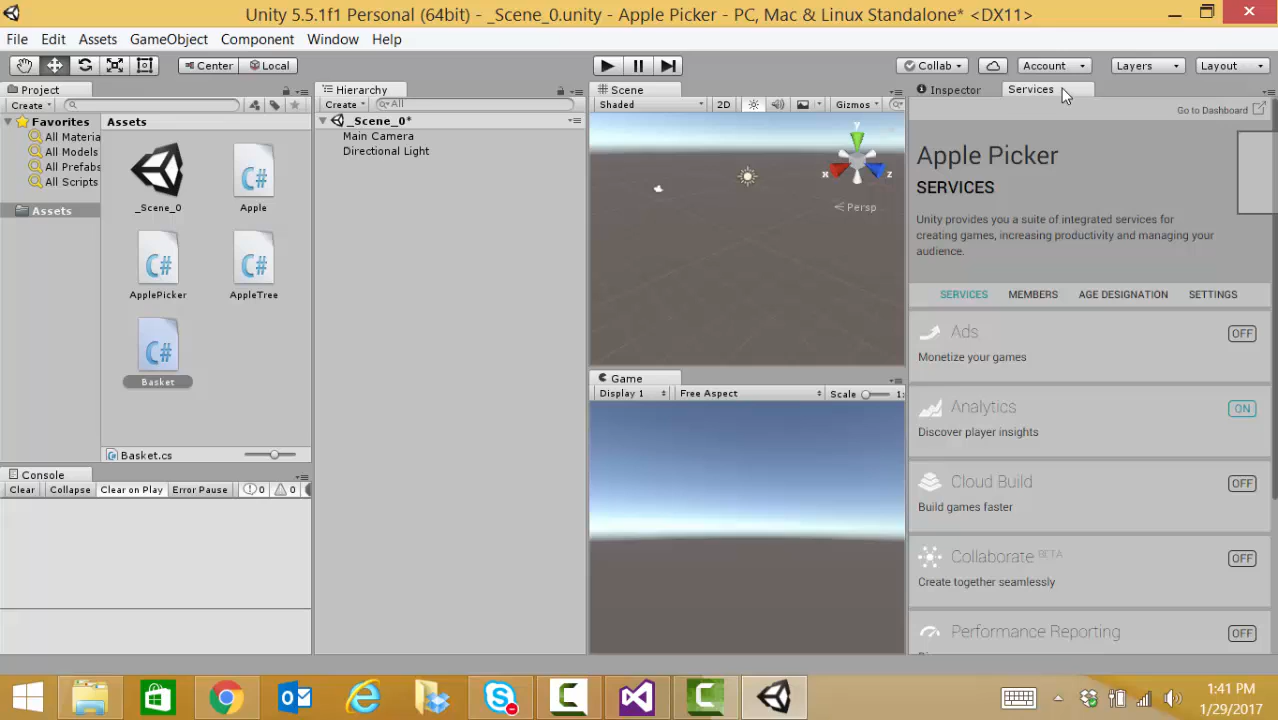 Unity 5.5.1f1 Personal (64bit) - _Scene_0.unity - Apple Picker - PC, Mac & Linux Standalone* <DX11>
File Edit Assets GameObject Component Window Help
Center Local Collab Account Layers Layout
Project
Create
Favorites
All Materia
All Models
All Prefabs
All Scripts
Assets
Assets
_Scene_0
C#
Apple
C#
ApplePicker
C#
AppleTree
C#
Basket
Basket.cs
Console
Clear Collapse Clear on Play Error Pause 0 0
Hierarchy
Create All
_Scene_0*
Main Camera
Directional Light
Scene
Shaded 2D Gizmos
y
x z
Persp
Game
Display 1 Free Aspect Scale 1:
Inspector Services
Go to Dashboard
Apple Picker
SERVICES
Unity provides you a suite of integrated services for
creating games, increasing productivity and managing your
audience.
SERVICES MEMBERS AGE DESIGNATION SETTINGS
Ads OFF
Monetize your games
Analytics ON
Discover player insights
Cloud Build OFF
Build games faster
Collaborate BETA OFF
Create together seamlessly
Performance Reporting OFF
1:41 PM
1/29/2017